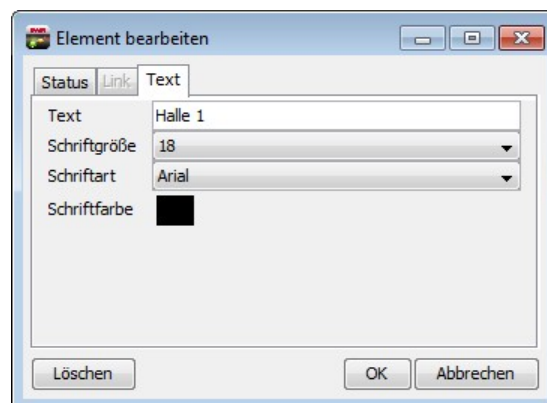 Element bearbeiten
Status Link Text
Text Halle 1
Schriftgröße 18
Schriftart Arial
Schriftfarbe
Löschen OK Abbrechen